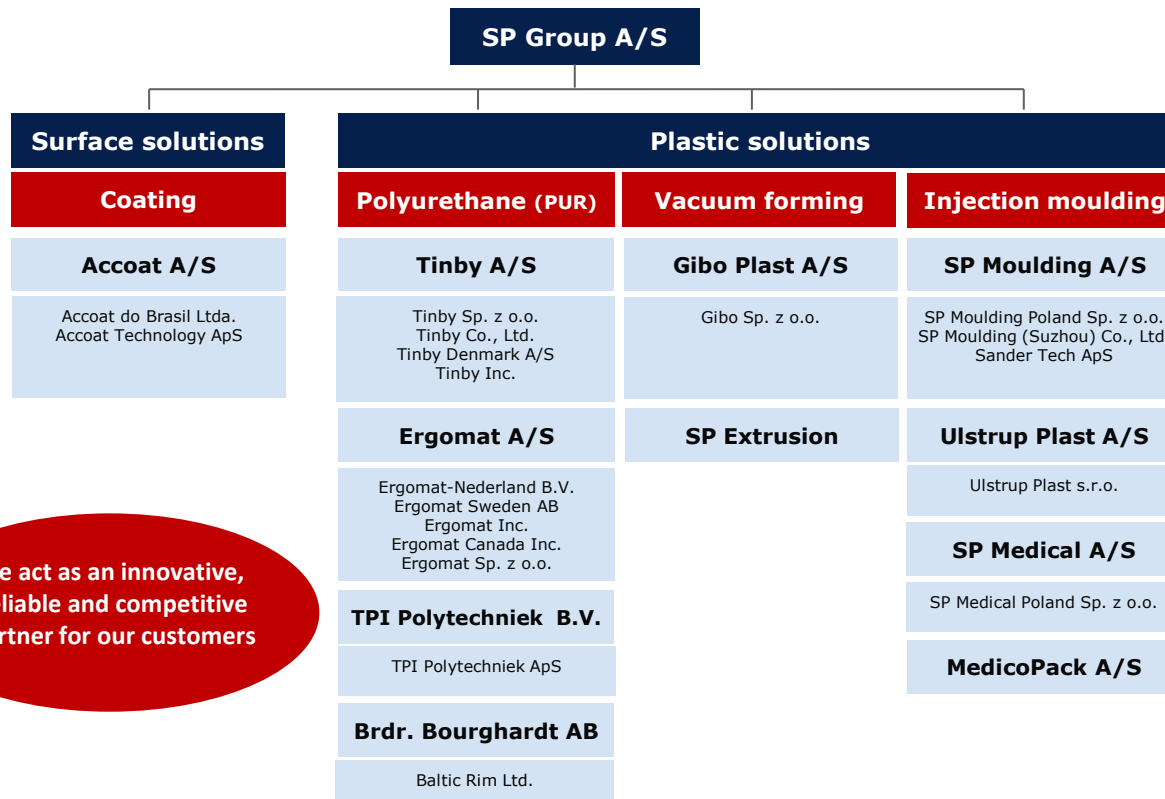 SP Group A/S
Surface solutions
Plastic solutions
Coating
Polyurethane (PUR)
Vacuum forming
Injection moulding
Accoat A/S
Accoat do Brasil Ltda.
Accoat Technology ApS
Tinby A/S
Tinby Sp. z o.o.
Tinby Co., Ltd.
Tinby Denmark A/S
Tinby Inc.
Ergomat A/S
Ergomat-Nederland B.V.
Ergomat Sweden AB
Ergomat Inc.
Ergomat Canada Inc.
Ergomat Sp. z o.o.
TPI Polytechniek B.V.
TPI Polytechniek ApS
Brdr. Bourghardt AB
Baltic Rim Ltd.
Gibo Plast A/S
Gibo Sp. z o.o.
SP Extrusion
SP Moulding A/S
SP Moulding Poland Sp. z o.o.
SP Moulding (Suzhou) Co., Ltd
Sander Tech ApS
Ulstrup Plast A/S
Ulstrup Plast s.r.o.
SP Medical A/S
SP Medical Poland Sp. z o.o.
MedicoPack A/S
e act as an innovative,
eliable and competitive
artner for our customers